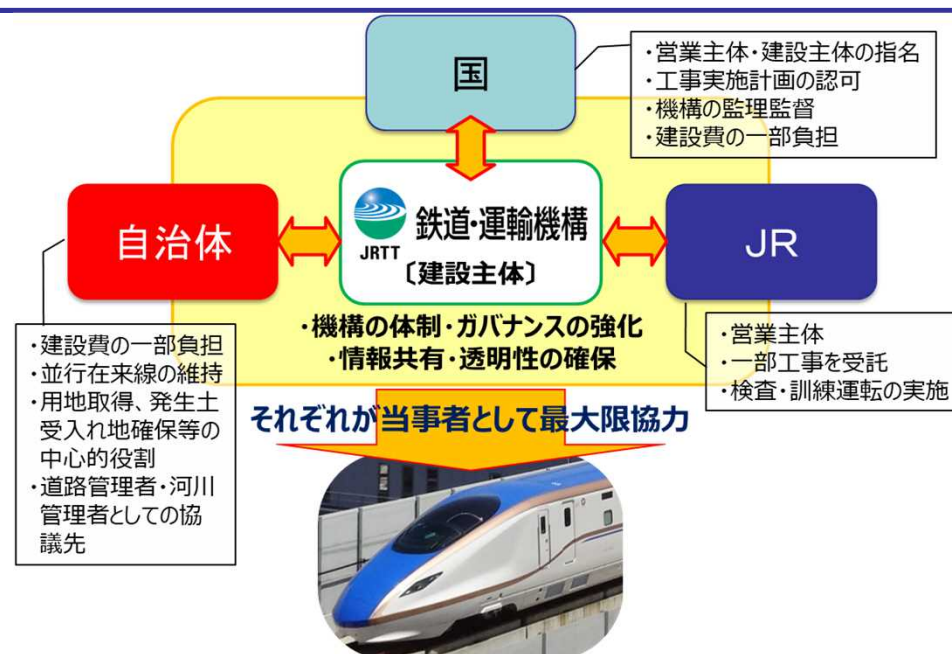 国
・営業主体・建設主体の指名
・工事実施計画の認可
・機構の監理監督
・建設費の一部負担
自治体
JRTT
鉄道・運輸機構
〔建設主体〕
JR
・機構の体制・ガバナンスの強化
・情報共有・透明性の確保
・建設費の一部負担
・並行在来線の維持
・用地取得、発生土
受入れ地確保等の
中心的役割
・道路管理者・河川
管理者としての協
議先
・営業主体
・一部工事を受託
・検査・訓練運転の実施
それぞれが当事者として最大限協力